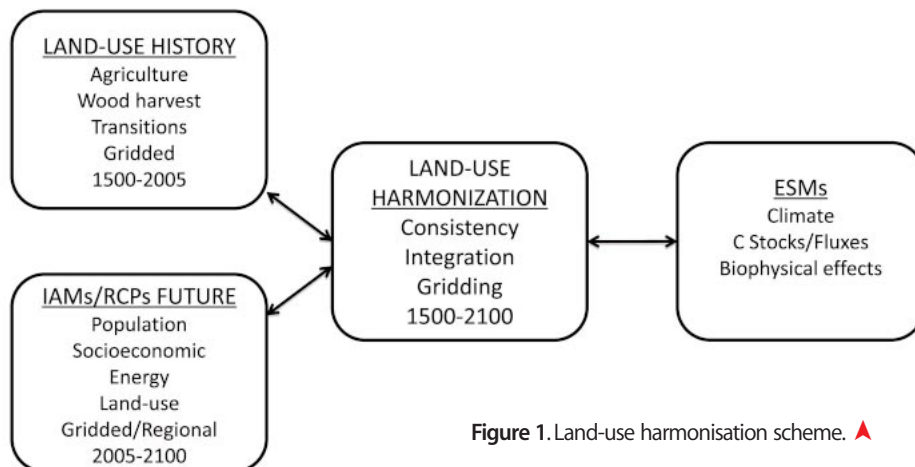 LAND-USE HISTORY
Agriculture
Wood harvest
Transitions
Gridded
1500-2005
IAMs/RCPs FUTURE
Population
Socioeconomic
Energy
Land-use
Gridded/Regional
2005-2100
LAND-USE
HARMONIZATION
Consistency
Integration
Gridding
1500-2100
ESMs
Climate
C Stocks/Fluxes
Biophysical effects
Figure 1. Land-use harmonisation scheme.